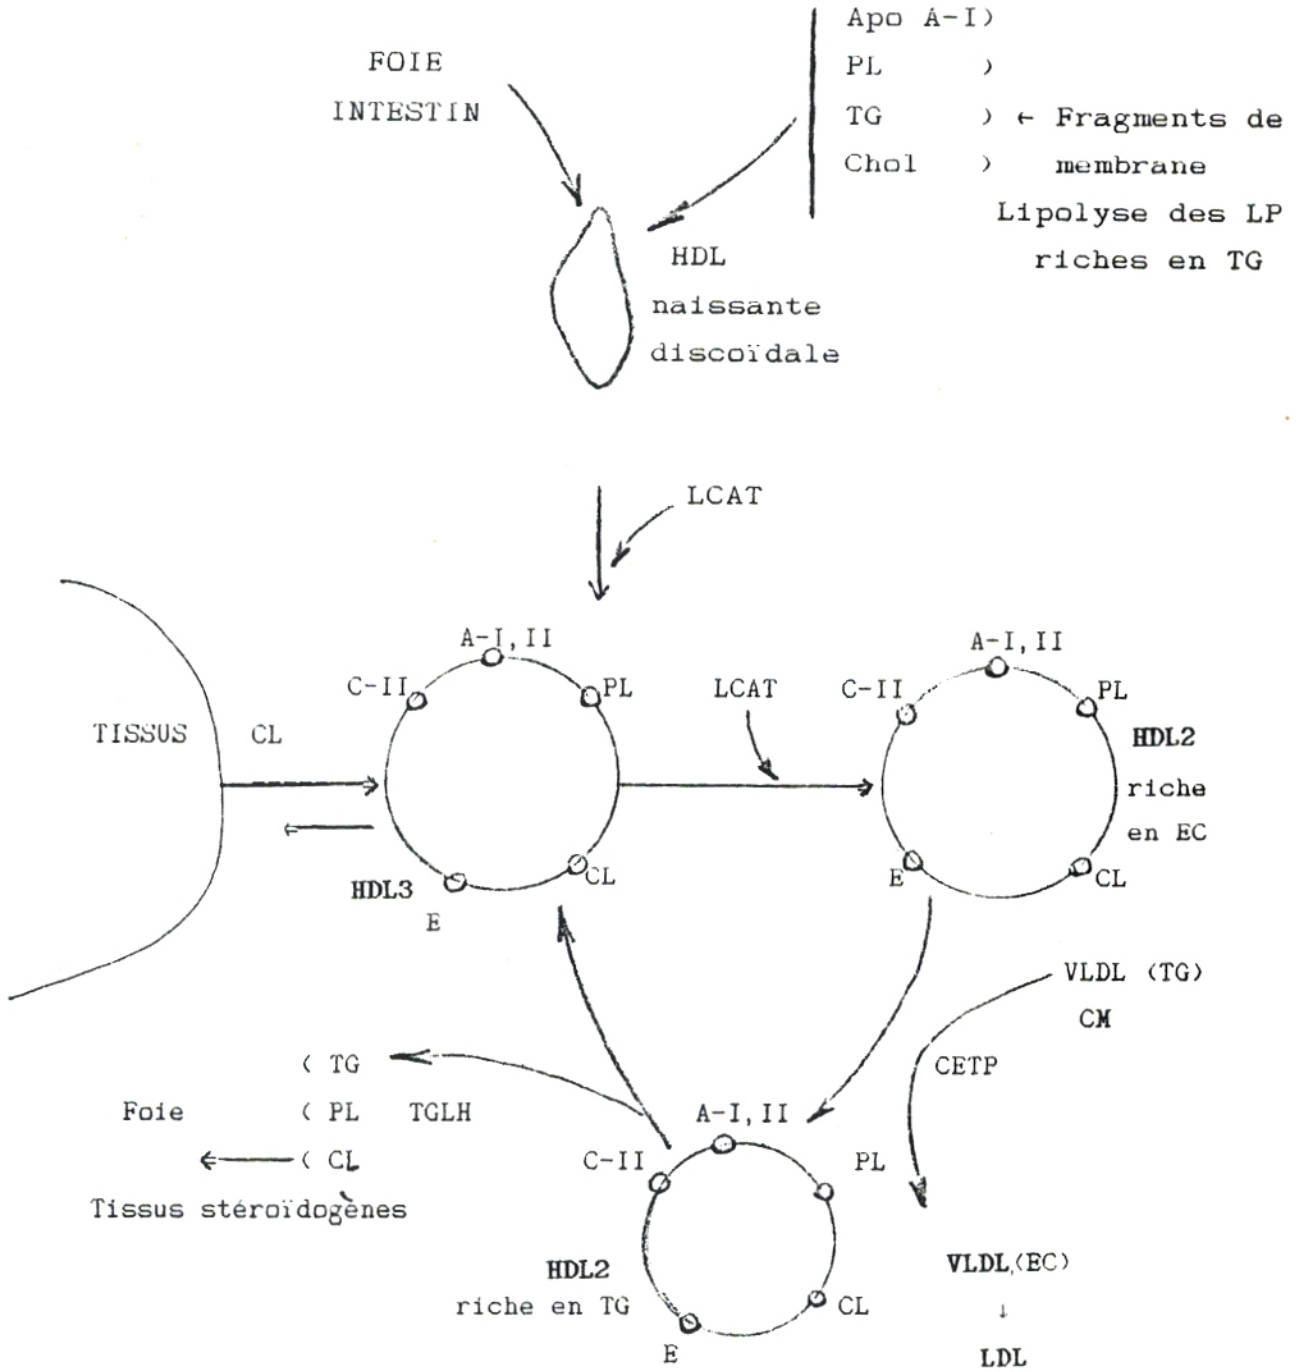 FOIE
INTESTIN
Apo A-I)
PL )
TG ) ← Fragments de
Chol ) membrane
Lipolyse des LP
riches en TG
HDL
naissante
discoïdale
LCAT
TISSUS
CL
A-I, II
C-II
PL
HDL3
E
CL
LCAT
A-I, II
C-II
PL
HDL2
riche
en EC
E
CL
VLDL (TG)
CM
CETP
VLDL (EC)
↓
LDL
A-I, II
C-II
PL
HDL2
riche en TG
E
CL
( TG
Foie ( PL TGLH
( CL
Tissus stéroïdogènes